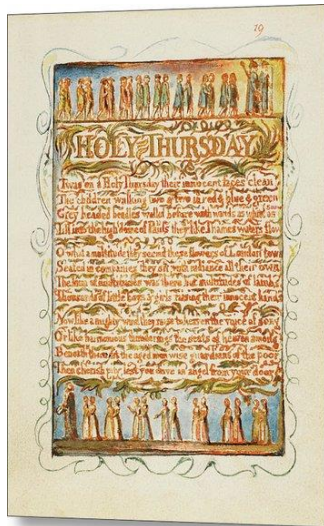 19
HOLY THURSDAY
Twas on a Holy Thursday their innocent faces clean
The children walking two & two in red & blue & green
Grey headed beadles walkd before with wands as white as snow
Till into the high dome of Pauls they like Thames waters flow
O what a multitude they seemd these flowers of London town
Seated in companies they sit with radiance all their own
The hum of multitudes was there but multitudes of lambs
Thousands of little boys & girls raising their innocent hands
Now like a mighty wind they raise to heaven the voice of song
Or like harmonious thunderings the seats of heaven among
Beneath them sit the aged men wise guardians of the poor
Then cherish pity, lest you drive an angel from your door